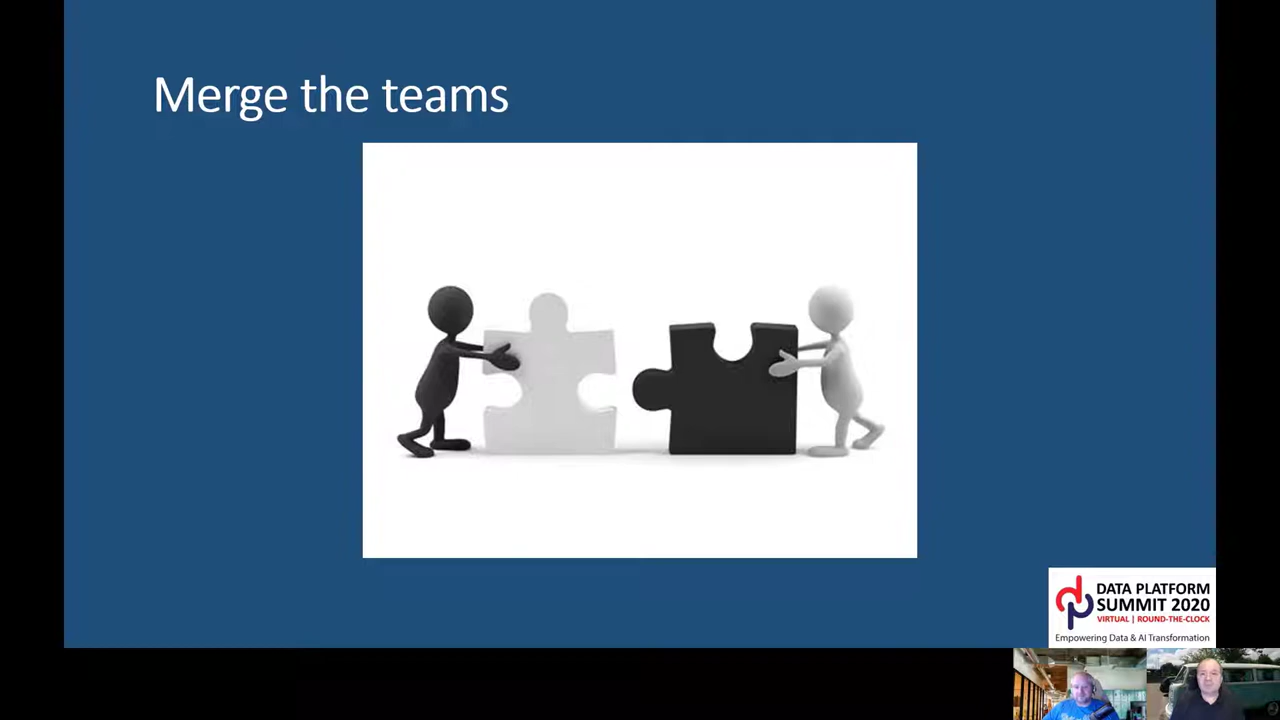 Merge the teams
DATA PLATFORM
SUMMIT 2020
VIRTUAL | ROUND-THE-CLOCK
Empowering Data & AI Transformation